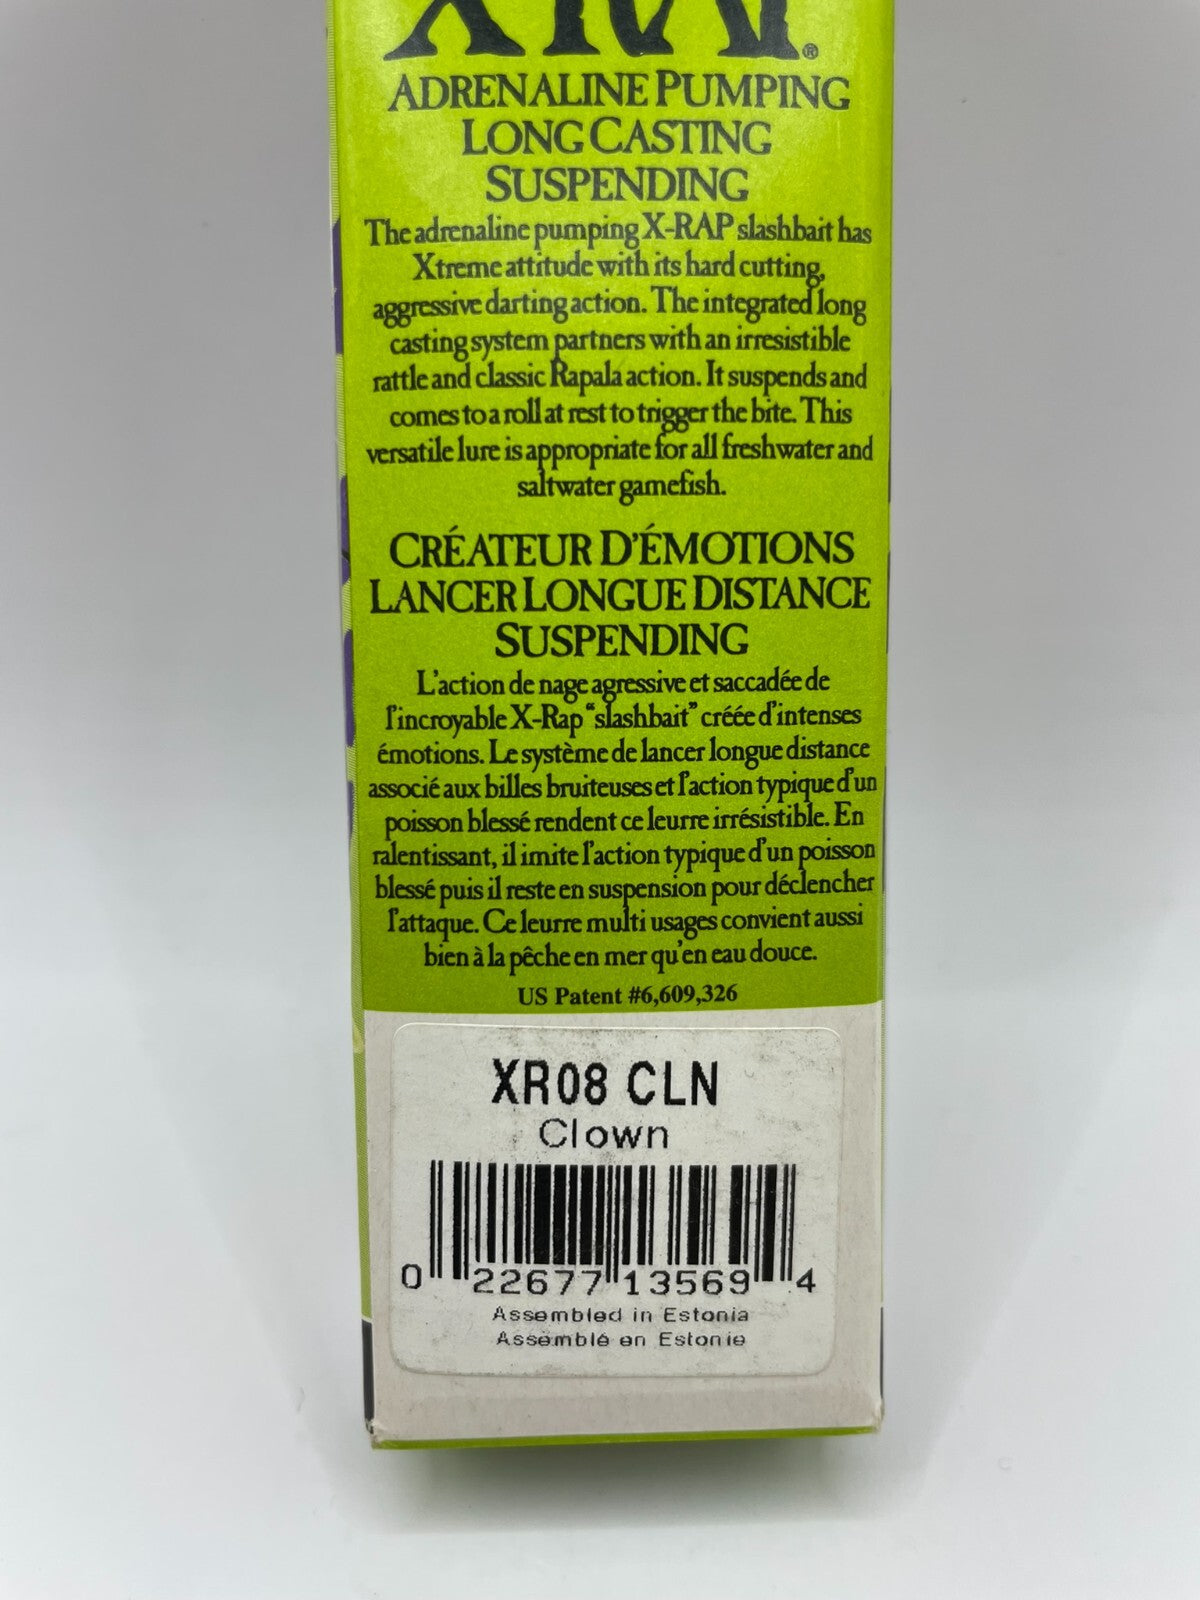 X-RAP®
ADRENALINE PUMPING
LONG CASTING
SUSPENDING
The adrenaline pumping X-RAP slashbait has
Xtreme attitude with its hard cutting,
aggressive darting action. The integrated long
casting system partners with an irresistible
rattle and classic Rapala action. It suspends and
comes to a roll at rest to trigger the bite. This
versatile lure is appropriate for all freshwater and
saltwater gamefish.
CRÉATEUR D'ÉMOTIONS
LANCER LONGUE DISTANCE
SUSPENDING
L'action de nage agressive et saccadée de
l'incroyable X-Rap "slashbait" créée d'intenses
émotions. Le système de lancer longue distance
associé aux billes bruiteuses et l'action typique d'un
poisson blessé rendent ce leurre irrésistible. En
ralentissant, il imite l'action typique d'un poisson
blessé puis il reste en suspension pour déclencher
l'attaque. Ce leurre multi usages convient aussi
bien à la pêche en mer qu'en eau douce.
US Patent #6,609,326
XR08 CLN
Clown
0 22677 13569 4
Assembled in Estonia
Assemblé en Estonie